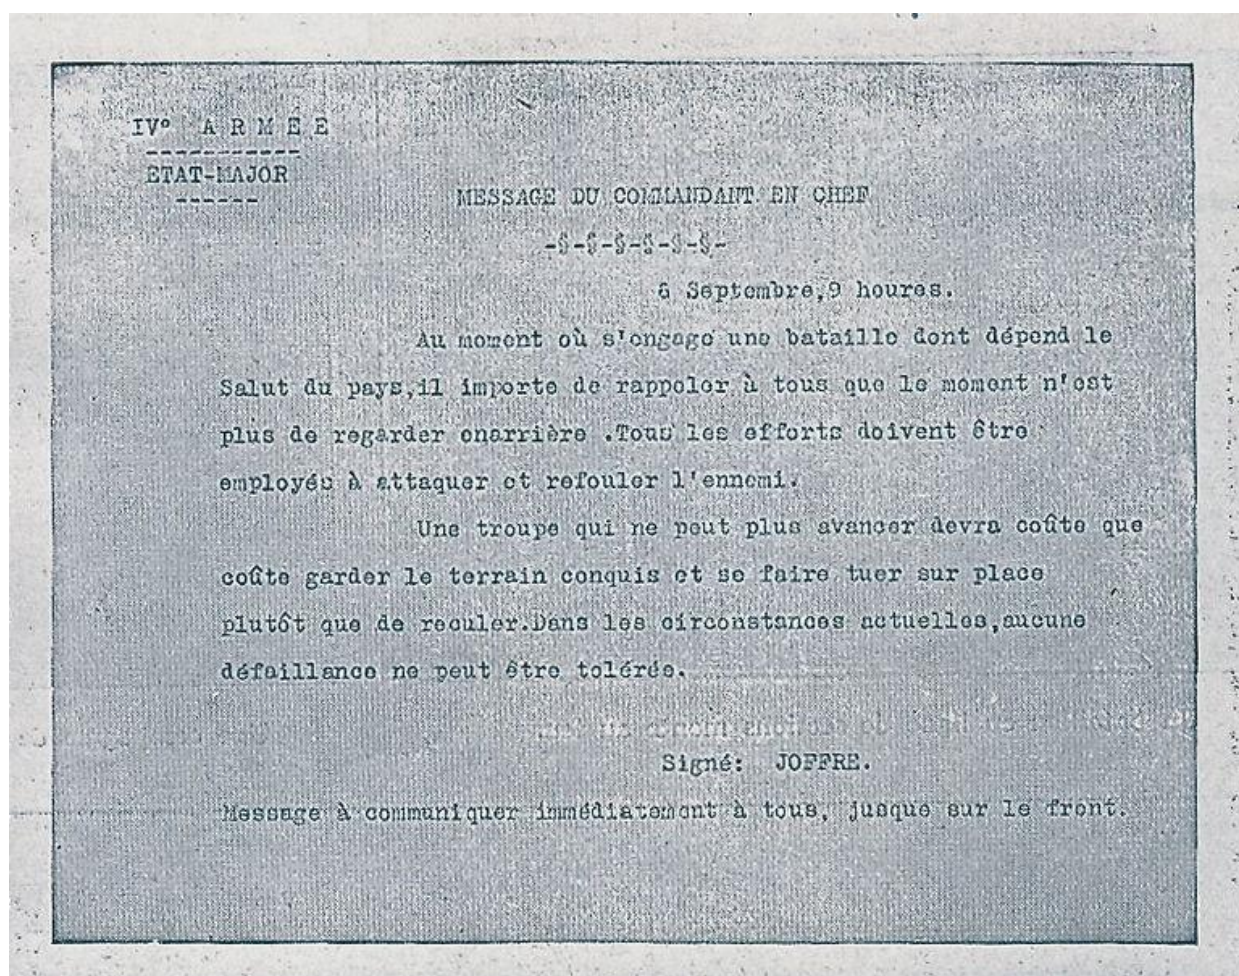 IVº A R M É E
-----------
ETAT-MAJOR
------
MESSAGE DU COMMANDANT EN CHEF
-§-§-§-§-§-§-
6 Septembre,9 heures.
Au moment où s'engage une bataille dont dépend le
Salut du pays,il importe de rappeler à tous que le moment n'est
plus de regarder enarrière .Tous les efforts doivent être
employés à attaquer et refouler l'ennemi.
Une troupe qui ne peut plus avancer devra coûte que
coûte garder le terrain conquis et se faire tuer sur place
plutôt que de reculer.Dans les circonstances actuelles,aucune
défaillance ne peut être tolérée.
Signé: JOFFRE.
Message à communiquer immédiatement à tous, jusque sur le front.